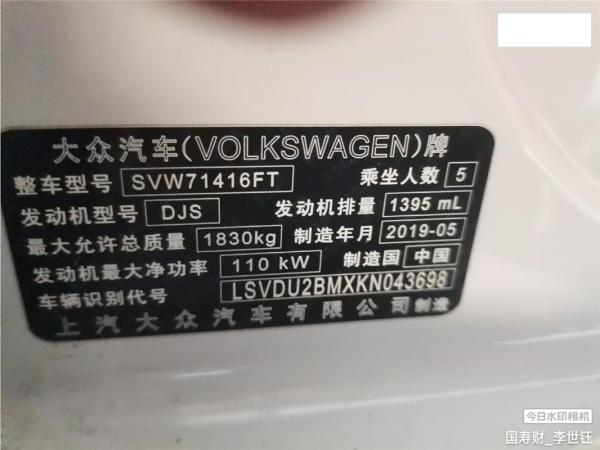 大众汽车(VOLKSWAGEN)牌
整车型号 SVW71416FT 乘坐人数 5
发动机型号 DJS 发动机排量 1395 mL
最大允许总质量 1830kg 制造年月 2019-05
发动机最大净功率 110 kW 制造国 中国
车辆识别代号 LSVDU2BMXKN043698
上汽大众汽车有限公司制造
今日水印相机
国寿财_李世钰